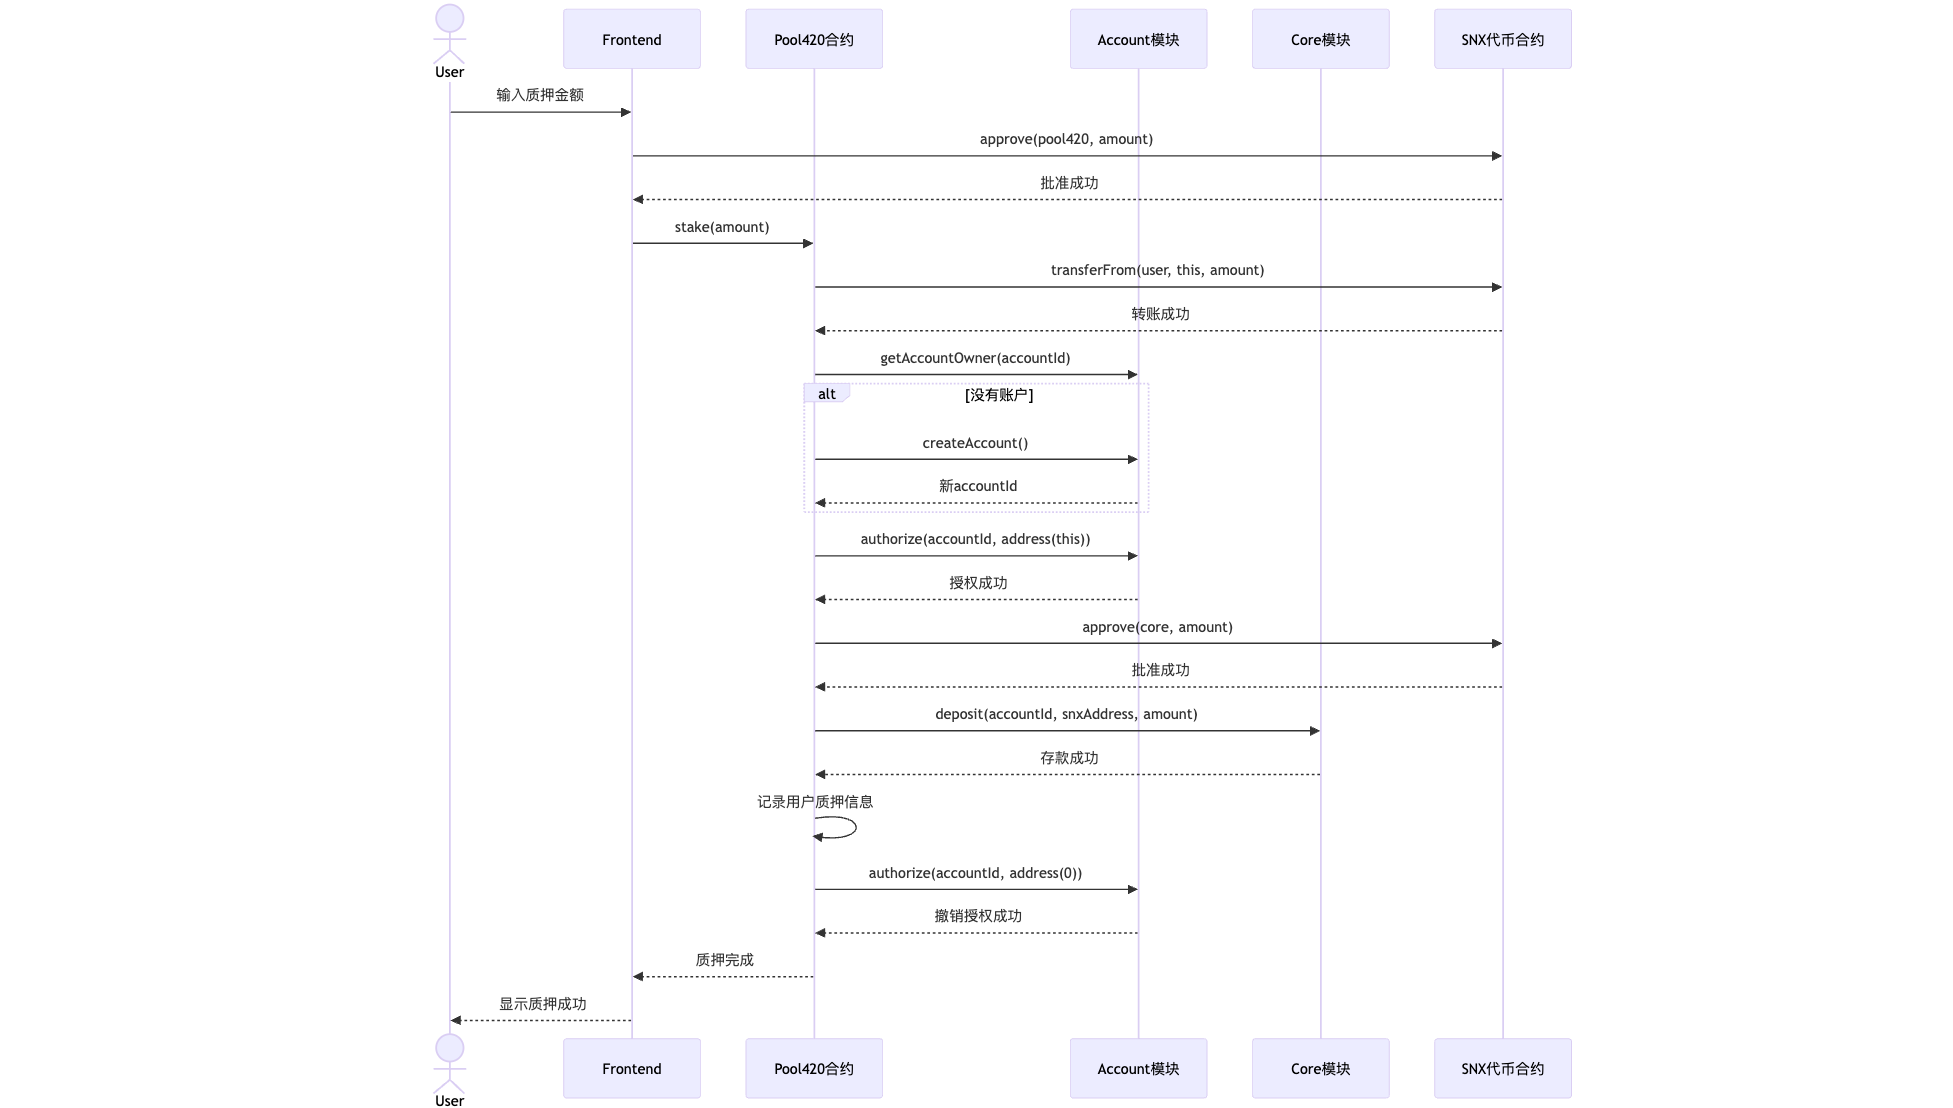 User
Frontend
Pool420合约
Account模块
Core模块
SNX代币合约
输入质押金额
approve(pool420, amount)
批准成功
stake(amount)
transferFrom(user, this, amount)
转账成功
getAccountOwner(accountId)
alt
[没有账户]
createAccount()
新accountId
authorize(accountId, address(this))
授权成功
approve(core, amount)
批准成功
deposit(accountId, snxAddress, amount)
存款成功
记录用户质押信息
authorize(accountId, address(0))
撤销授权成功
质押完成
显示质押成功
User
Frontend
Pool420合约
Account模块
Core模块
SNX代币合约